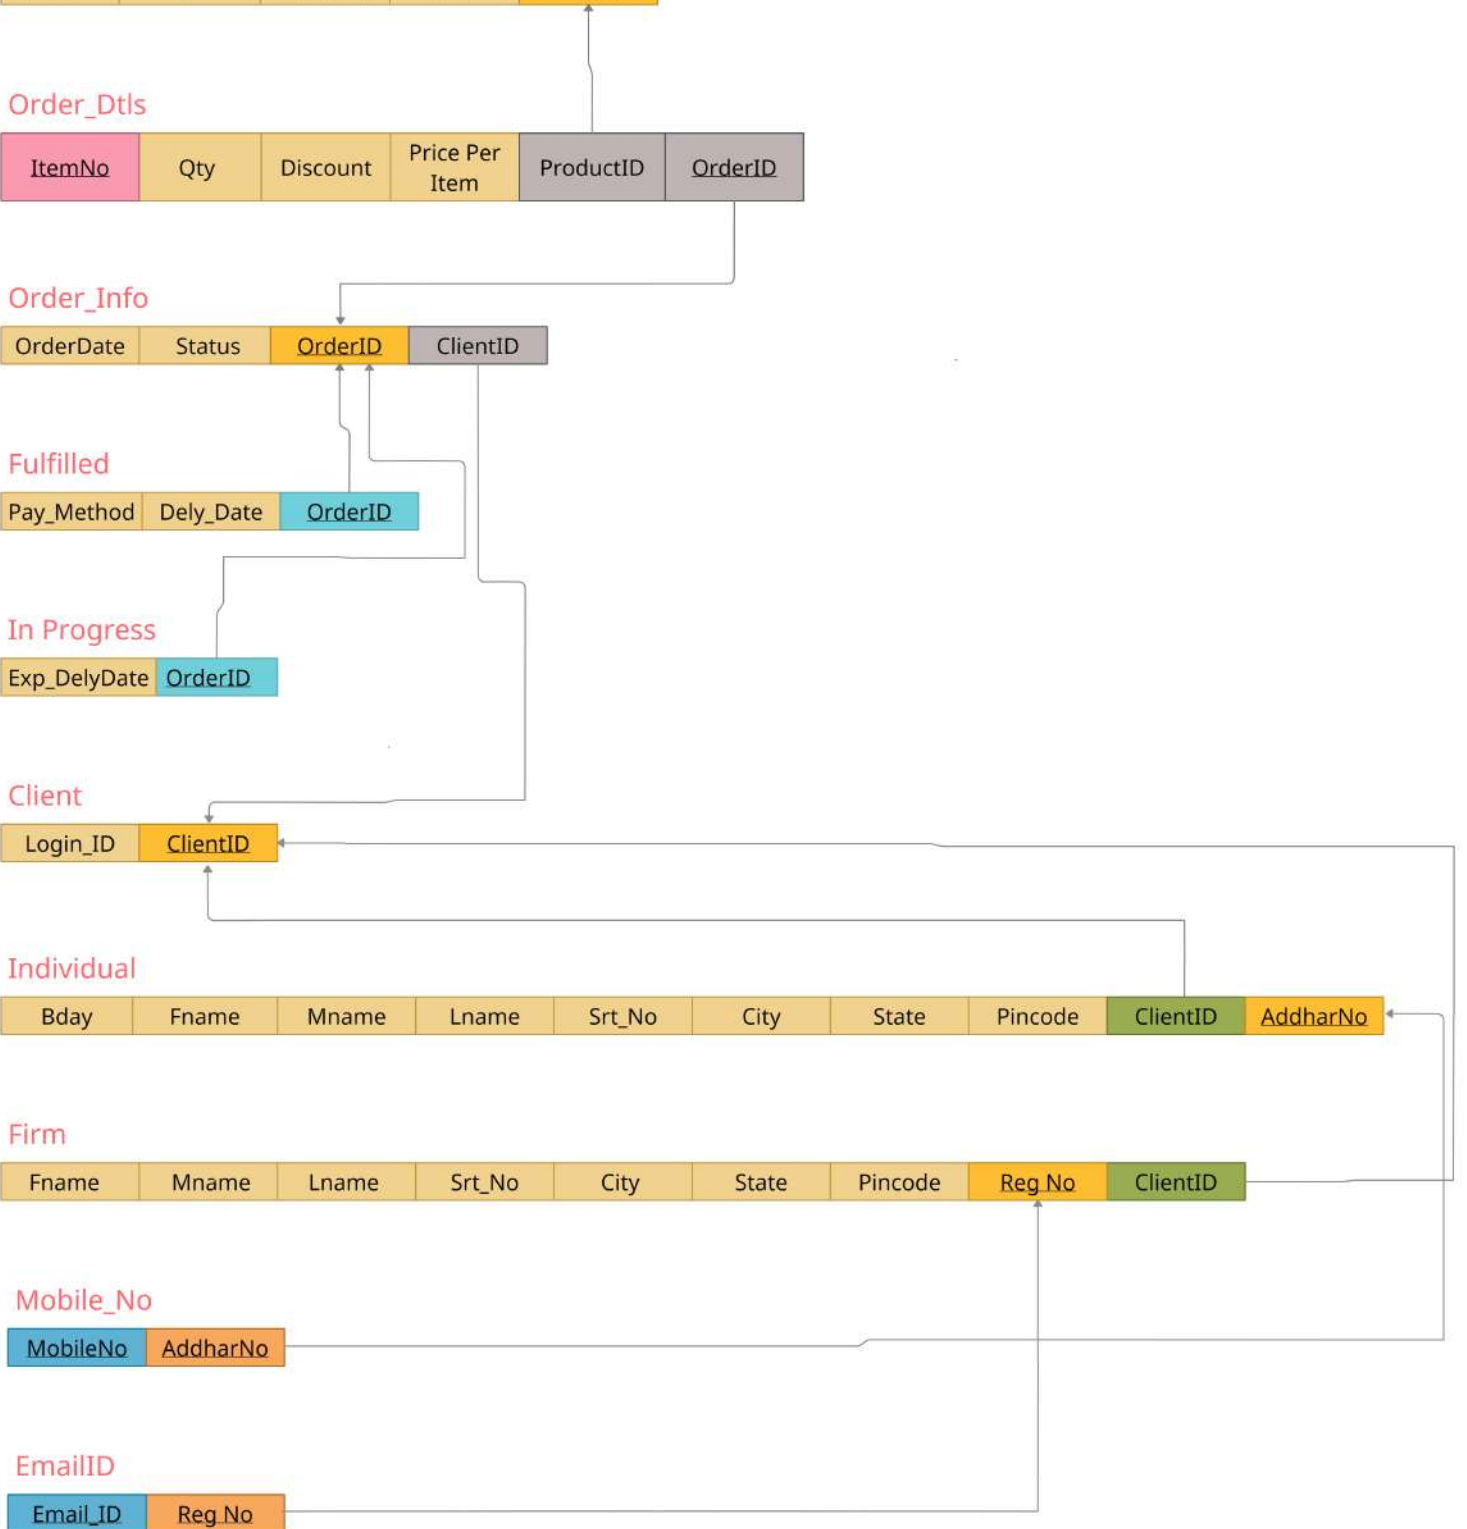 Order_Dtls
ItemNo Qty Discount Price Per Item ProductID OrderID
Order_Info
OrderDate Status OrderID ClientID
Fulfilled
Pay_Method Dely_Date OrderID
In Progress
Exp_DelyDate OrderID
Client
Login_ID ClientID
Individual
Bday Fname Mname Lname Srt_No City State Pincode ClientID AddharNo
Firm
Fname Mname Lname Srt_No City State Pincode Reg No ClientID
Mobile_No
MobileNo AddharNo
EmailID
Email_ID Reg No